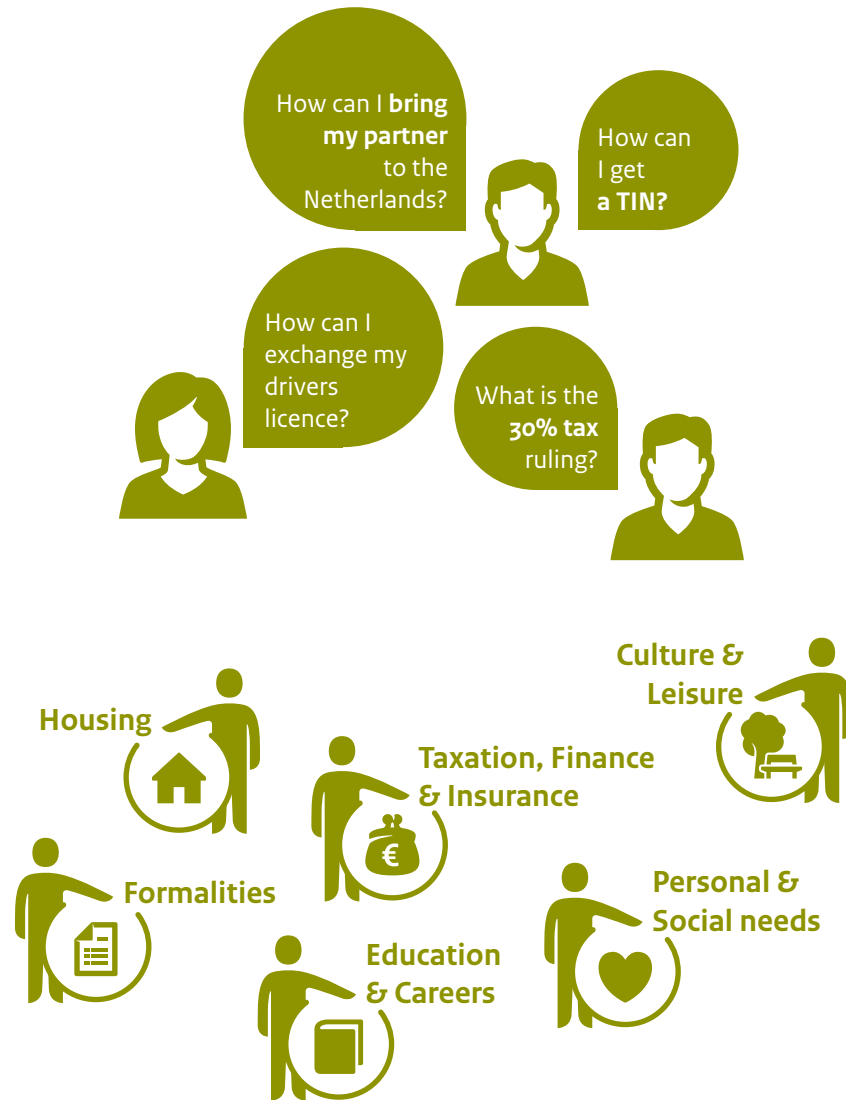 How can I bring
my partner
to the
Netherlands?
How can
I get
a TIN?
How can I
exchange my
drivers
licence?
What is the
30% tax
ruling?
Culture &
Leisure
Housing
Taxation, Finance
& Insurance
€
Formalities
Personal &
Social needs
Education
& Careers